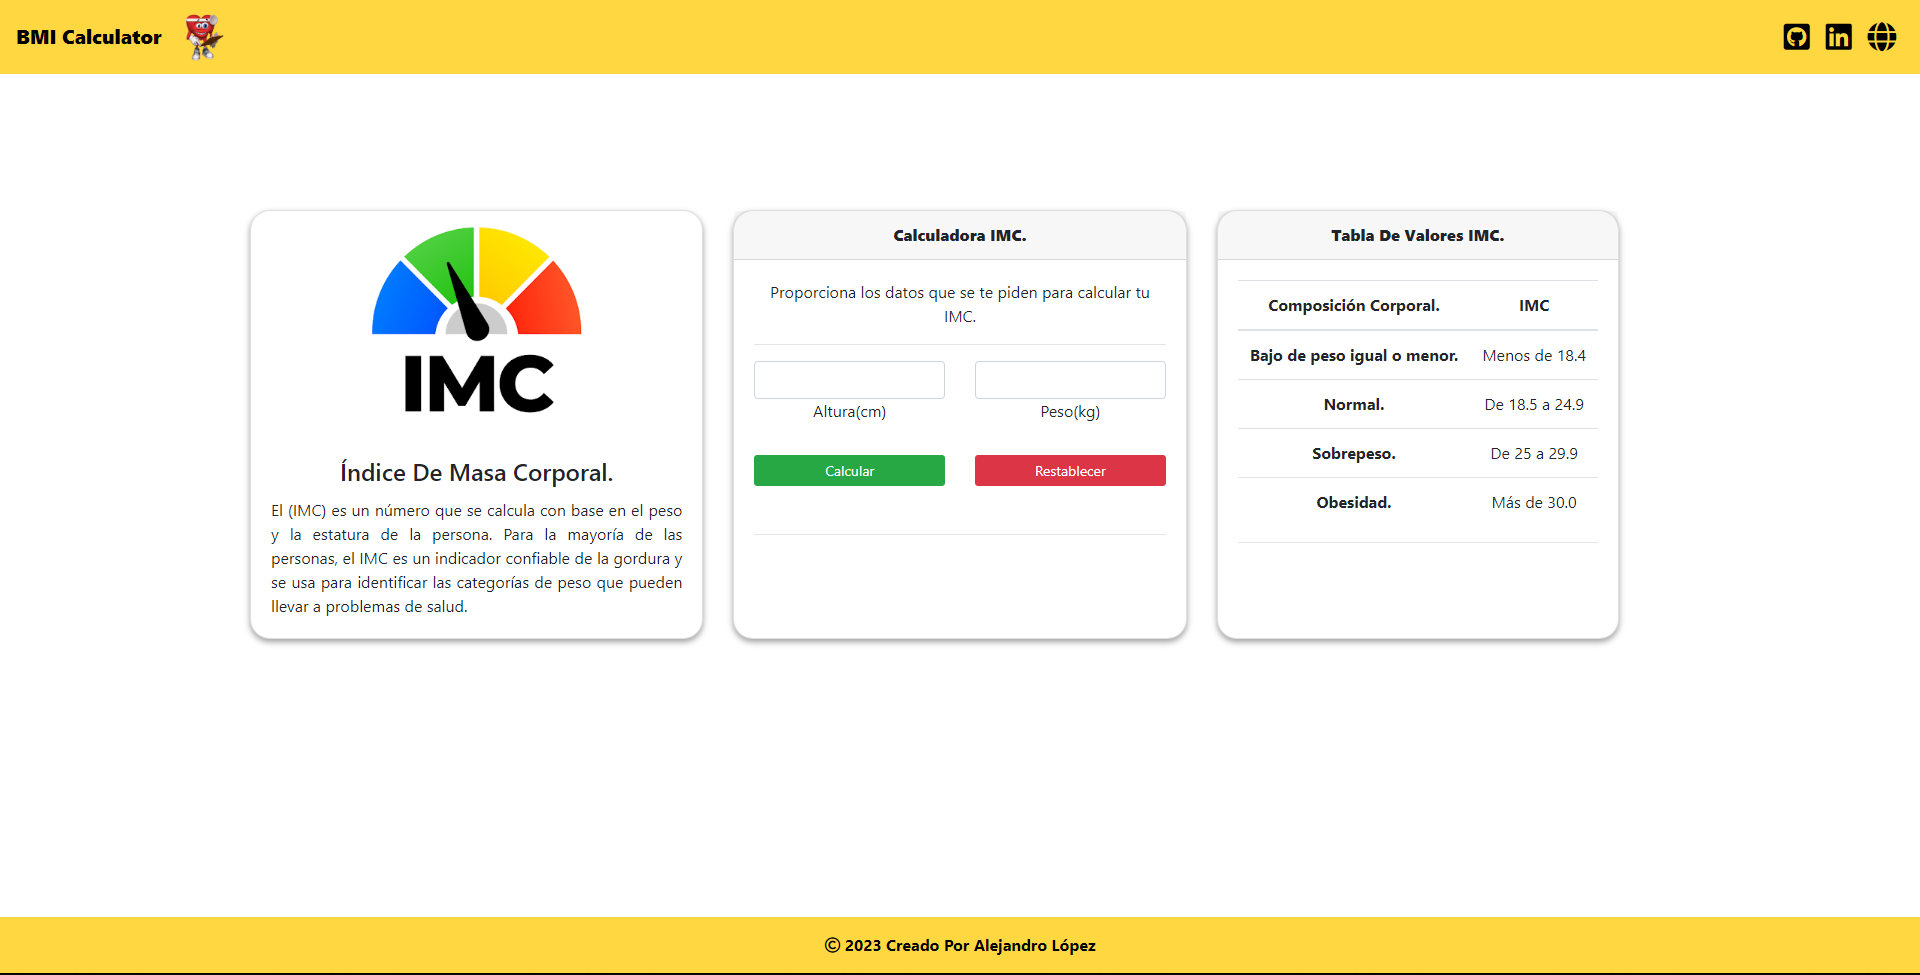 BMI Calculator
IMC
Índice De Masa Corporal.
El (IMC) es un número que se calcula con base en el peso
y la estatura de la persona. Para la mayoría de las
personas, el IMC es un indicador confiable de la gordura y
se usa para identificar las categorías de peso que pueden
llevar a problemas de salud.
Calculadora IMC.
Proporciona los datos que se te piden para calcular tu
IMC.
Altura(cm) Peso(kg)
Calcular Restablecer
Tabla De Valores IMC.
Composición Corporal. IMC
Bajo de peso igual o menor. Menos de 18.4
Normal. De 18.5 a 24.9
Sobrepeso. De 25 a 29.9
Obesidad. Más de 30.0
© 2023 Creado Por Alejandro López